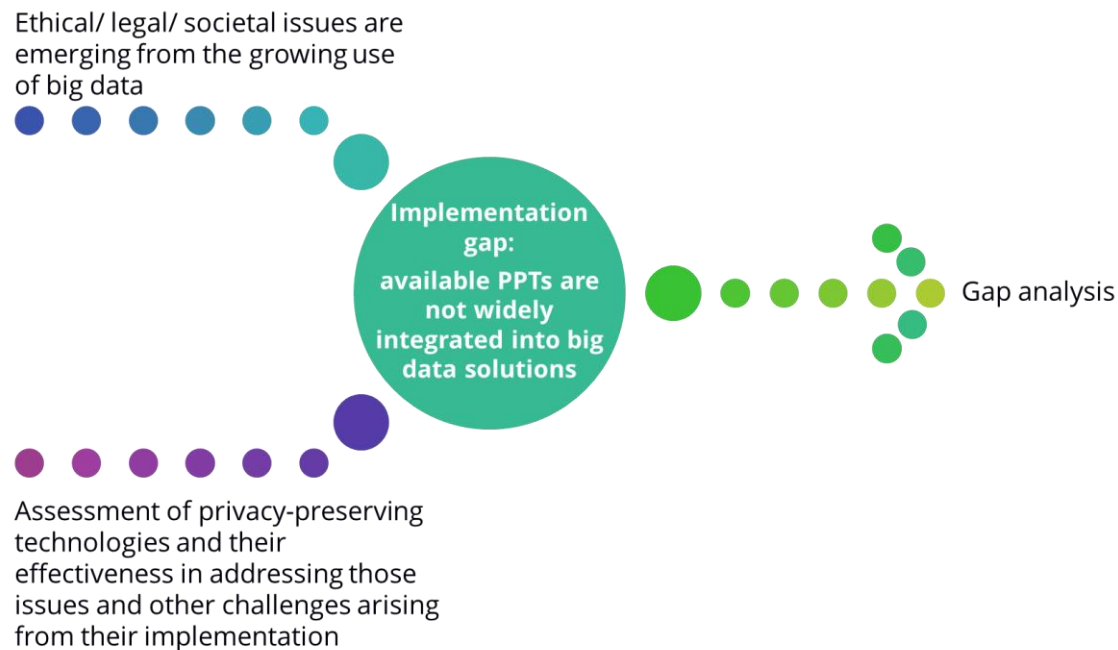 Ethical/ legal/ societal issues are
emerging from the growing use
of big data
Implementation
gap:
available PPTs are
not widely
integrated into big
data solutions
Gap analysis
Assessment of privacy-preserving
technologies and their
effectiveness in addressing those
issues and other challenges arising
from their implementation